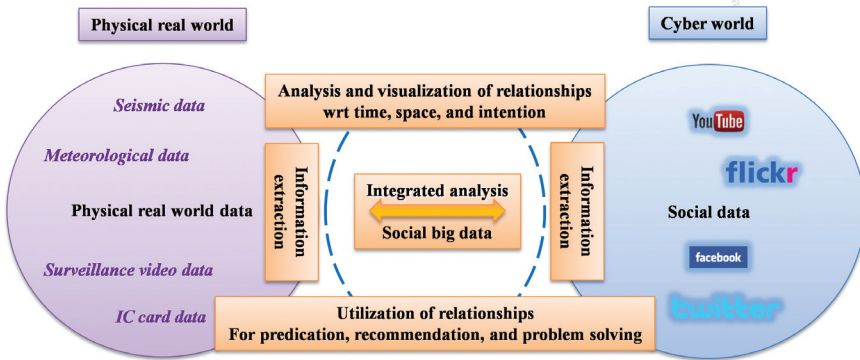 Physical real world
Cyber world
Analysis and visualization of relationships
wrt time, space, and intention
Seismic data
Meteorological data
Physical real world data
Surveillance video data
IC card data
Information
extraction
Integrated analysis
Social big data
Information
extraction
YouTube
flickr
Social data
facebook
twitter
Utilization of relationships
For predication, recommendation, and problem solving